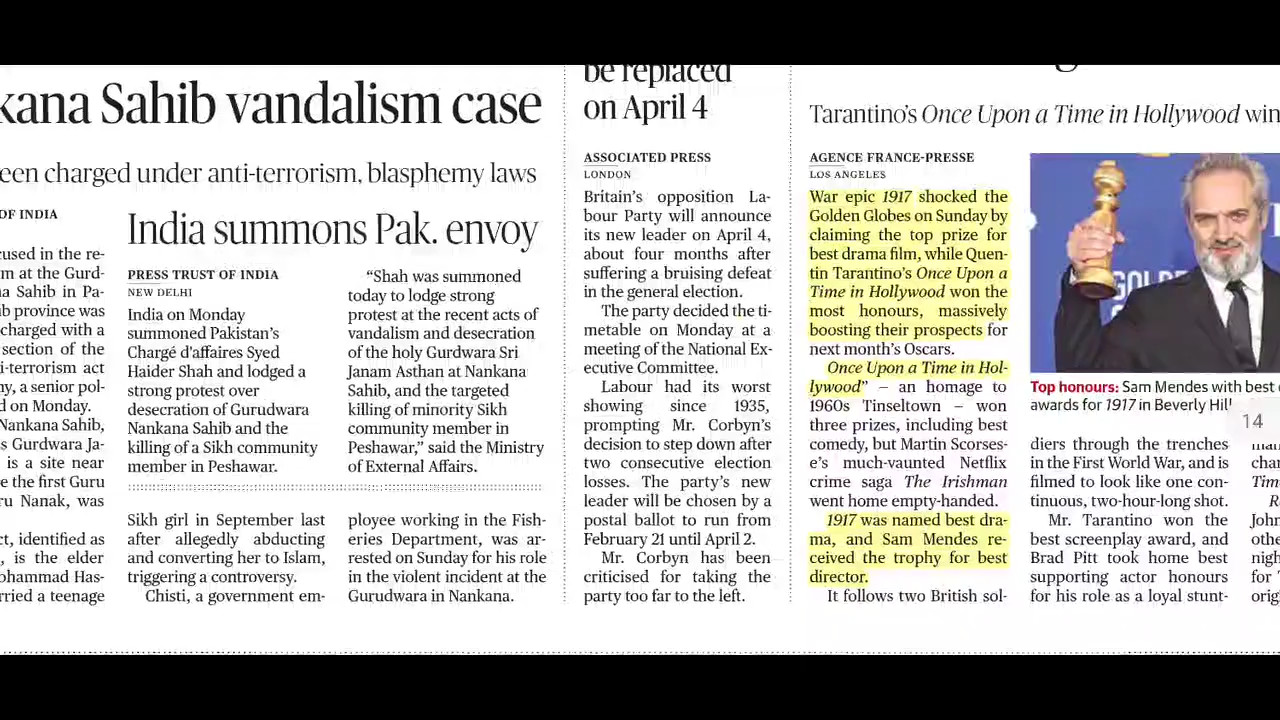 kana Sahib vandalism case
een charged under anti-terrorism, blasphemy laws
OF INDIA
cused in the re-
m at the Gurd-
a Sahib in Pa-
b province was
charged with a
section of the
i-terrorism act
ny, a senior pol-
d on Monday.
Nankana Sahib,
s Gurdwara Ja-
is a site near
re the first Guru
ru Nanak, was
ct, identified as
, is the elder
ohammad Has-
rried a teenage
India summons Pak. envoy
PRESS TRUST OF INDIA
NEW DELHI
India on Monday
summoned Pakistan's
Chargé d'affaires Syed
Haider Shah and lodged a
strong protest over
desecration of Gurudwara
Nankana Sahib and the
killing of a Sikh community
member in Peshawar.
“Shah was summoned
today to lodge strong
protest at the recent acts of
vandalism and desecration
of the holy Gurdwara Sri
Janam Asthan at Nankana
Sahib, and the targeted
killing of minority Sikh
community member in
Peshawar,” said the Ministry
of External Affairs.
Sikh girl in September last
after allegedly abducting
and converting her to Islam,
triggering a controversy.
Chisti, a government em-
ployee working in the Fish-
eries Department, was ar-
rested on Sunday for his role
in the violent incident at the
Gurudwara in Nankana.
be replaced
on April 4
ASSOCIATED PRESS
LONDON
Britain's opposition La-
bour Party will announce
its new leader on April 4,
about four months after
suffering a bruising defeat
in the general election.
The party decided the ti-
metable on Monday at a
meeting of the National Ex-
ecutive Committee.
Labour had its worst
showing since 1935,
prompting Mr. Corbyn's
decision to step down after
two consecutive election
losses. The party's new
leader will be chosen by a
postal ballot to run from
February 21 until April 2.
Mr. Corbyn has been
criticised for taking the
party too far to the left.
Tarantino's Once Upon a Time in Hollywood win
AGENCE FRANCE-PRESSE
LOS ANGELES
War epic 1917 shocked the
Golden Globes on Sunday by
claiming the top prize for
best drama film, while Quen-
tin Tarantino's Once Upon a
Time in Hollywood won the
most honours, massively
boosting their prospects for
next month's Oscars.
Once Upon a Time in Hol-
lywood” – an homage to
1960s Tinseltown – won
three prizes, including best
comedy, but Martin Scorses-
e's much-vaunted Netflix
crime saga The Irishman
went home empty-handed.
1917 was named best dra-
ma, and Sam Mendes re-
ceived the trophy for best
director.
It follows two British sol-
Top honours: Sam Mendes with best
awards for 1917 in Beverly Hil
14
diers through the trenches
in the First World War, and is
filmed to look like one con-
tinuous, two-hour-long shot.
Mr. Tarantino won the
best screenplay award, and
Brad Pitt took home best
supporting actor honours
for his role as a loyal stunt-